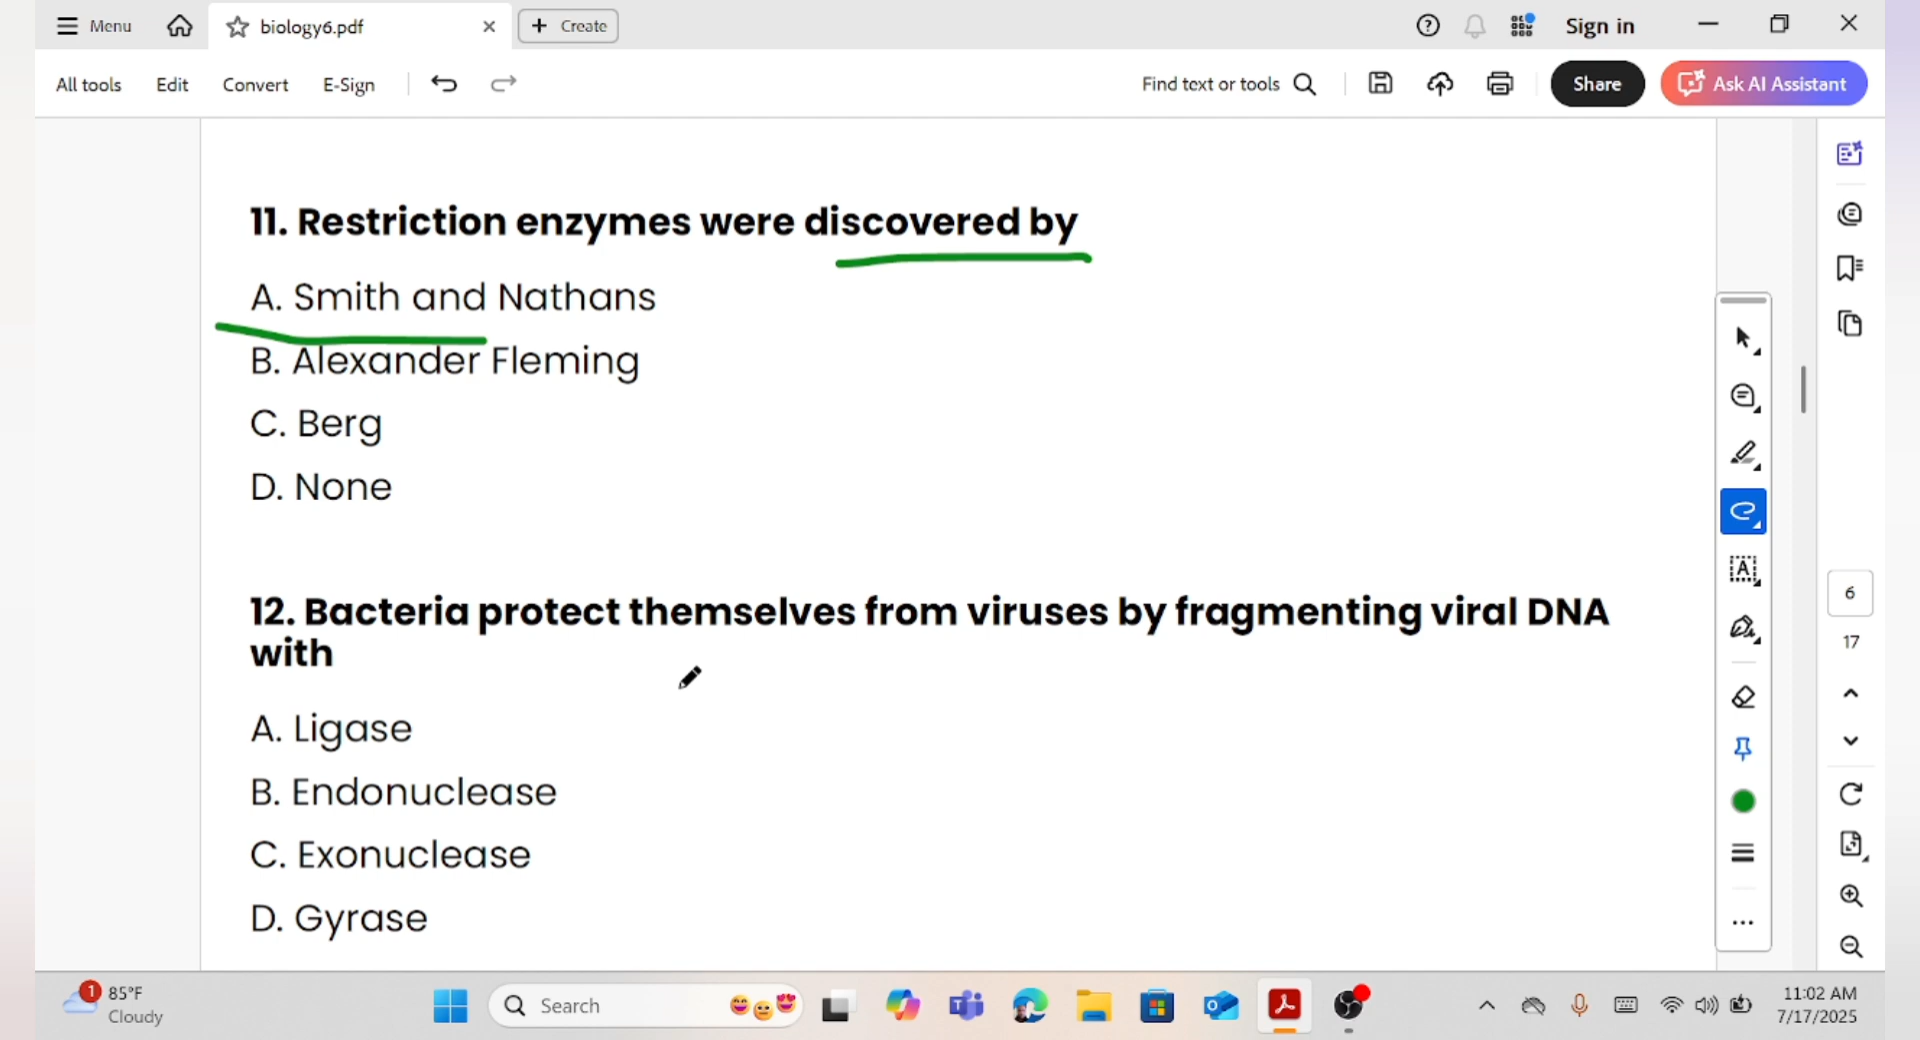 Menu
biology6.pdf
Create
Sign in
All tools
Edit
Convert
E-Sign
Find text or tools
Share
Ask AI Assistant
11. Restriction enzymes were discovered by
A. Smith and Nathans
B. Alexander Fleming
C. Berg
D. None
12. Bacteria protect themselves from viruses by fragmenting viral DNA
with
A. Ligase
B. Endonuclease
C. Exonuclease
D. Gyrase
6
17
1
85°F
Cloudy
Search
11:02 AM
7/17/2025